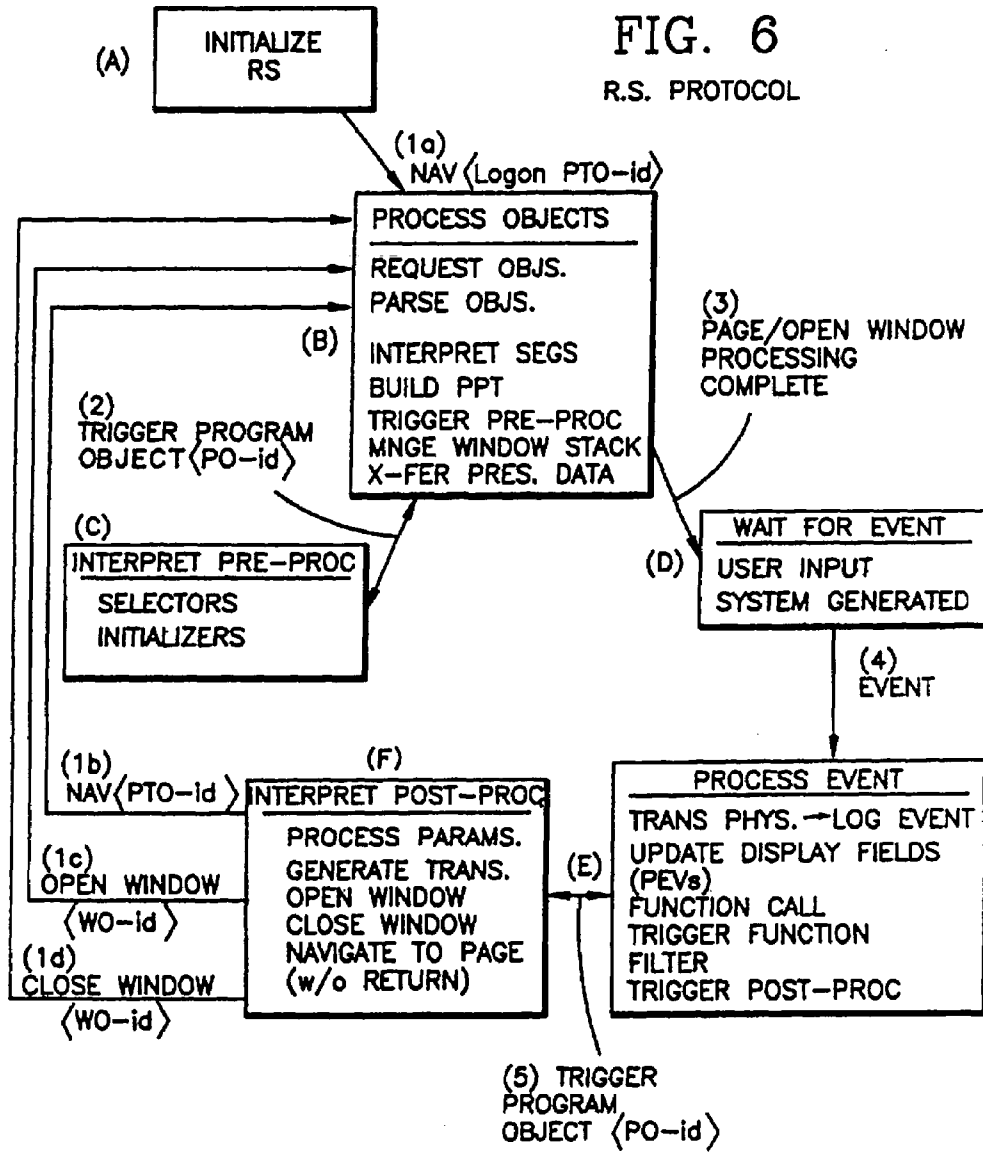 FIG. 6
R.S. PROTOCOL
(A)
INITIALIZE
RS
(1a)
NAV〈Logon PTO-id〉
(B)
PROCESS OBJECTS
REQUEST OBJS.
PARSE OBJS.
INTERPRET SEGS
BUILD PPT
TRIGGER PRE-PROC
MNGE WINDOW STACK
X-FER PRES. DATA
(2)
TRIGGER PROGRAM
OBJECT〈PO-id〉
(3)
PAGE/OPEN WINDOW
PROCESSING
COMPLETE
(C)
INTERPRET PRE-PROC
SELECTORS
INITIALIZERS
(D)
WAIT FOR EVENT
USER INPUT
SYSTEM GENERATED
(4)
EVENT
(E)
PROCESS EVENT
TRANS PHYS.→LOG EVENT
UPDATE DISPLAY FIELDS
(PEVs)
FUNCTION CALL
TRIGGER FUNCTION
FILTER
TRIGGER POST-PROC
(F)
INTERPRET POST-PROC
PROCESS PARAMS.
GENERATE TRANS.
OPEN WINDOW
CLOSE WINDOW
NAVIGATE TO PAGE
(w/o RETURN)
(1b)
NAV〈PTO-id〉
(1c)
OPEN WINDOW
〈WO-id〉
(1d)
CLOSE WINDOW
〈WO-id〉
(5) TRIGGER
PROGRAM
OBJECT 〈PO-id〉